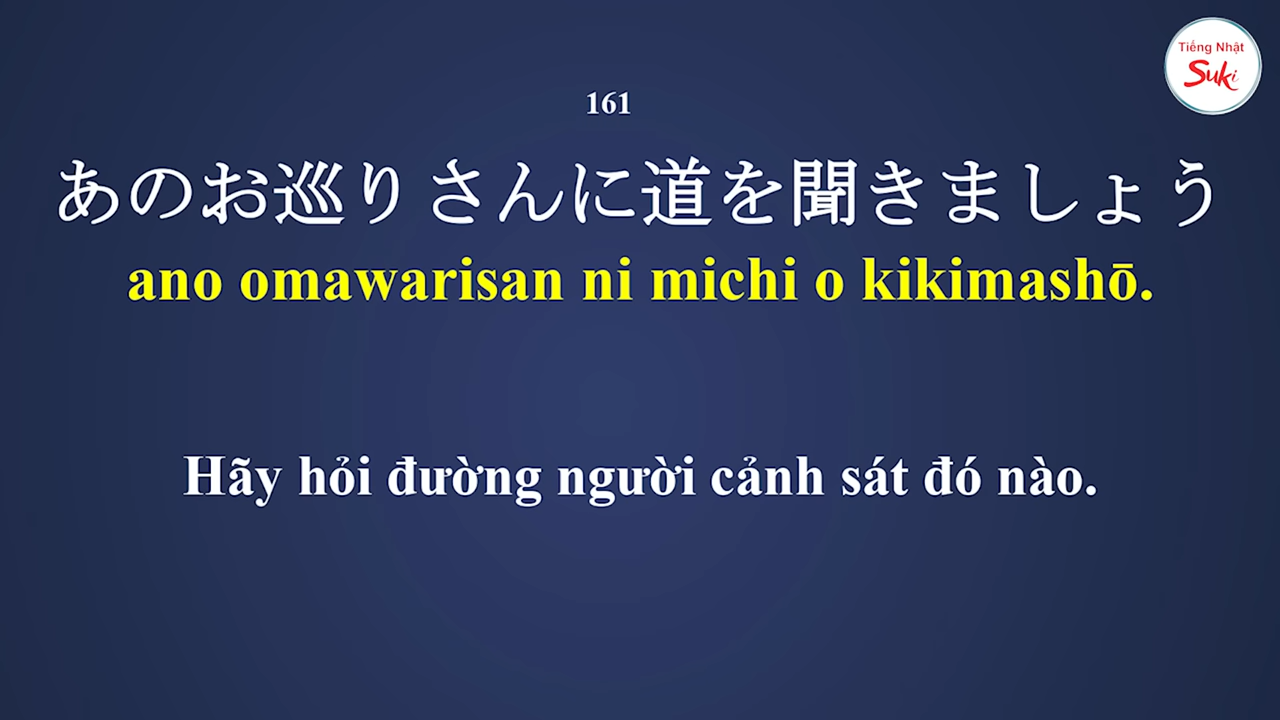 Tiếng Nhật
Suki
161
あのお巡りさんに道を聞きましょう
ano omawarisan ni michi o kikimashō.
Hãy hỏi đường người cảnh sát đó nào.